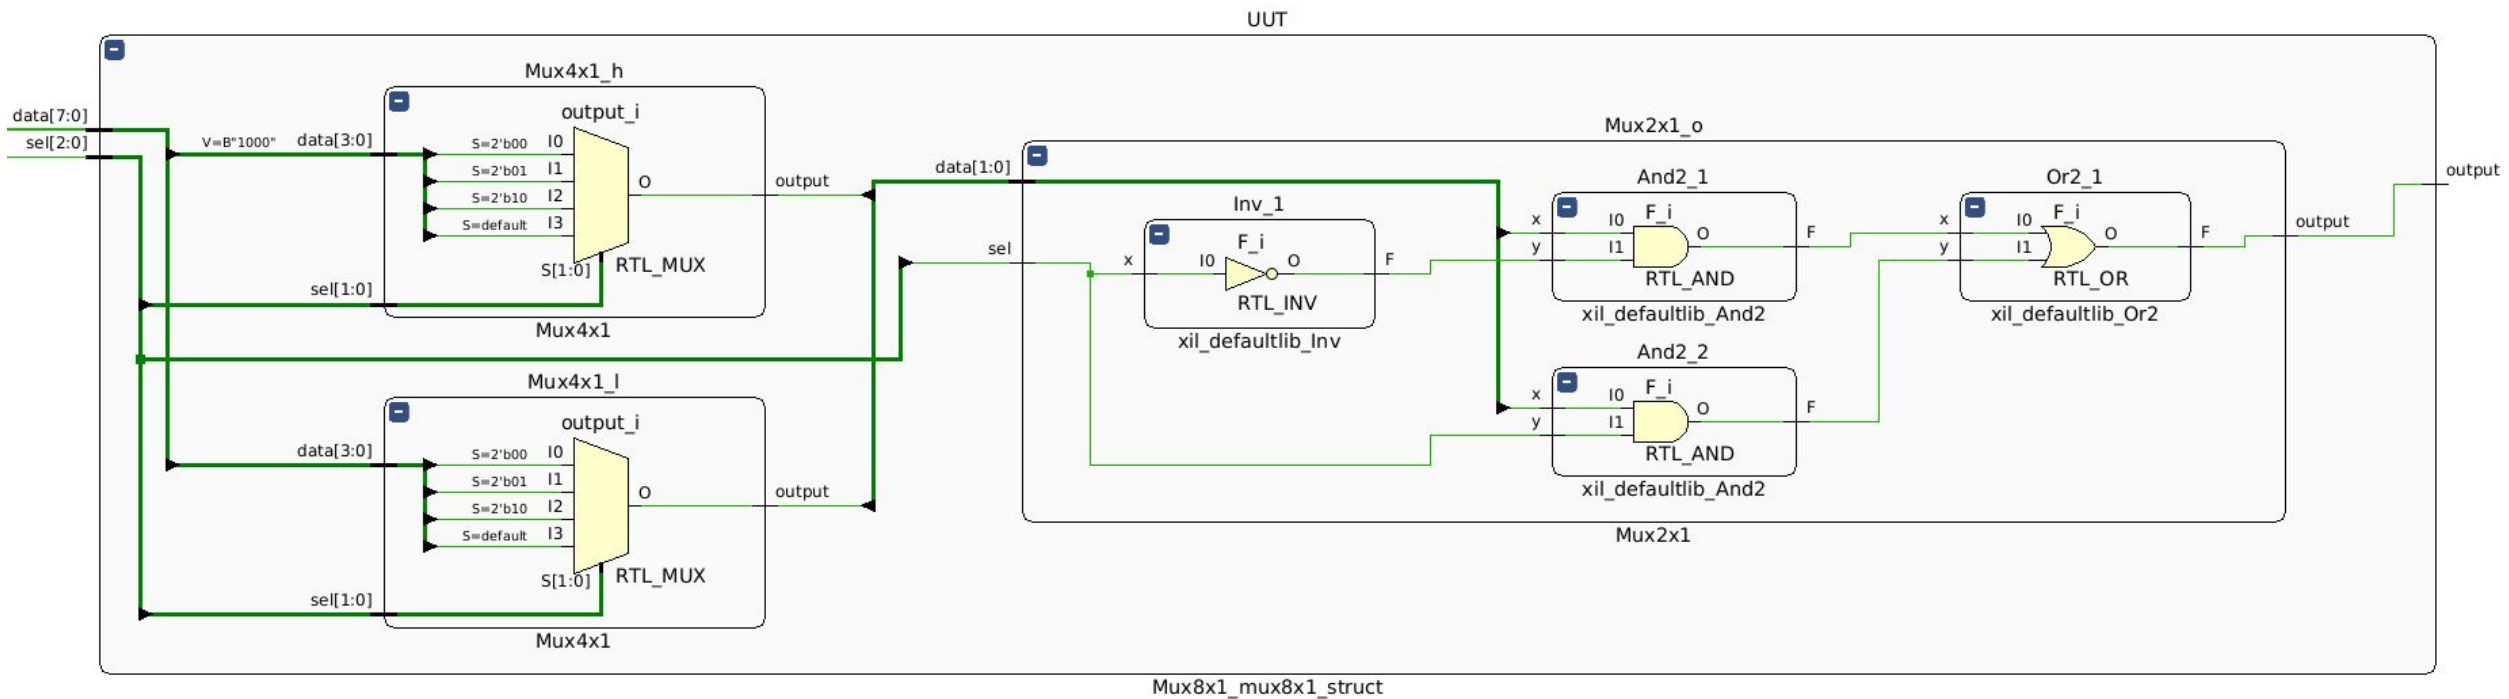 UUT
data[7:0]
sel[2:0]
Mux4x1_h
output_i
V=B"1000"
data[3:0]
S=2'b00
I0
S=2'b01
I1
S=2'b10
I2
S=default
I3
O
output
S[1:0]
RTL_MUX
sel[1:0]
Mux4x1
Mux4x1_l
output_i
data[3:0]
S=2'b00
I0
S=2'b01
I1
S=2'b10
I2
S=default
I3
O
output
S[1:0]
RTL_MUX
sel[1:0]
Mux4x1
Mux2x1_o
data[1:0]
sel
Inv_1
F_i
x
I0
O
F
RTL_INV
xil_defaultlib_Inv
And2_1
F_i
x
I0
y
I1
O
F
RTL_AND
xil_defaultlib_And2
And2_2
F_i
x
I0
y
I1
O
F
RTL_AND
xil_defaultlib_And2
Or2_1
F_i
x
I0
y
I1
O
F
RTL_OR
xil_defaultlib_Or2
output
output
Mux2x1
Mux8x1_mux8x1_struct